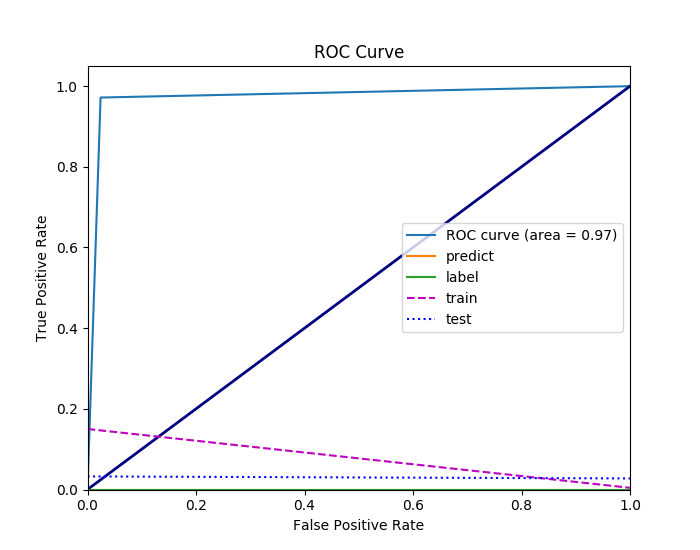 ROC Curve
1.0
0.8
0.6
0.4
0.2
0.0
True Positive Rate
ROC curve (area = 0.97)
predict
label
train
test
0.0 0.2 0.4 0.6 0.8 1.0
False Positive Rate